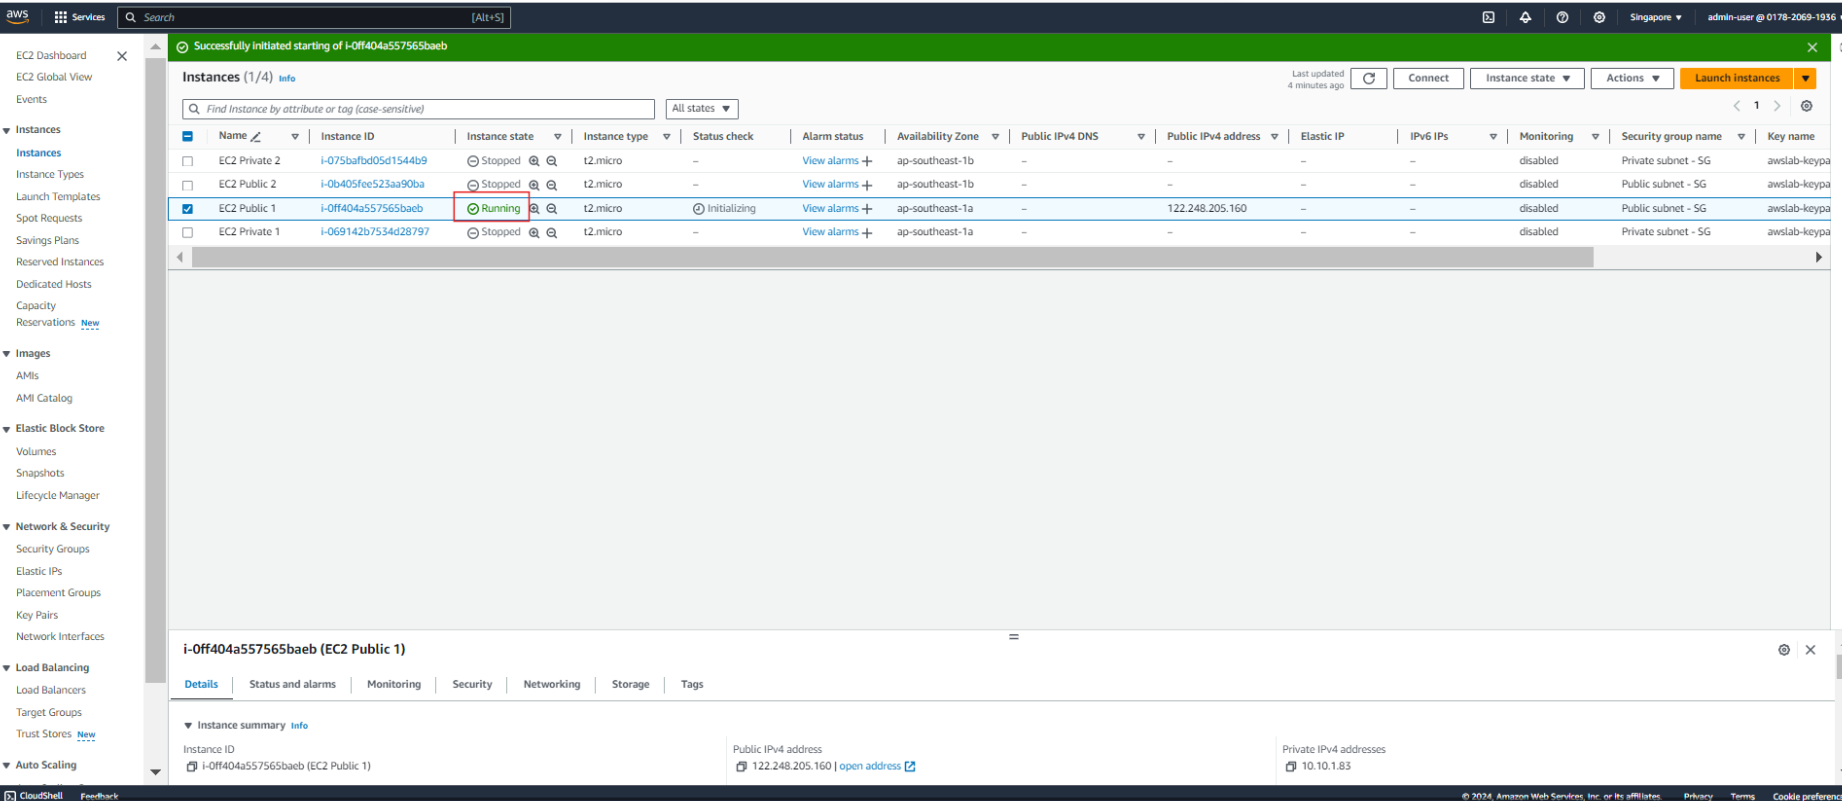 aws Services Search [Alt+S] Singapore ▼ admin-user @ 0178-2069-1936
EC2 Dashboard
EC2 Global View
Events
Instances
Instances
Instance Types
Launch Templates
Spot Requests
Savings Plans
Reserved Instances
Dedicated Hosts
Capacity
Reservations New
Images
AMIs
AMI Catalog
Elastic Block Store
Volumes
Snapshots
Lifecycle Manager
Network & Security
Security Groups
Elastic IPs
Placement Groups
Key Pairs
Network Interfaces
Load Balancing
Load Balancers
Target Groups
Trust Stores New
Auto Scaling
Successfully initiated starting of i-0ff404a557565baeb
Instances (1/4) Info
Last updated
4 minutes ago
Connect Instance state ▼ Actions ▼ Launch instances ▼
Find Instance by attribute or tag (case-sensitive) All states ▼ 1
Name Instance ID Instance state Instance type Status check Alarm status Availability Zone Public IPv4 DNS Public IPv4 address Elastic IP IPv6 IPs Monitoring Security group name Key name
EC2 Private 2 i-075bafbd05d1544b9 Stopped t2.micro – View alarms + ap-southeast-1b – – – – disabled Private subnet - SG awslab-keypa
EC2 Public 2 i-0b405fee523aa90ba Stopped t2.micro – View alarms + ap-southeast-1b – – – – disabled Public subnet - SG awslab-keypa
EC2 Public 1 i-0ff404a557565baeb Running t2.micro Initializing View alarms + ap-southeast-1a – 122.248.205.160 – – disabled Public subnet - SG awslab-keypa
EC2 Private 1 i-069142b7534d28797 Stopped t2.micro – View alarms + ap-southeast-1a – – – – disabled Private subnet - SG awslab-keypa
i-0ff404a557565baeb (EC2 Public 1)
Details Status and alarms Monitoring Security Networking Storage Tags
Instance summary Info
Instance ID
i-0ff404a557565baeb (EC2 Public 1)
Public IPv4 address
122.248.205.160 | open address
Private IPv4 addresses
10.10.1.83
CloudShell Feedback © 2024, Amazon Web Services, Inc. or its affiliates. Privacy Terms Cookie preferenc